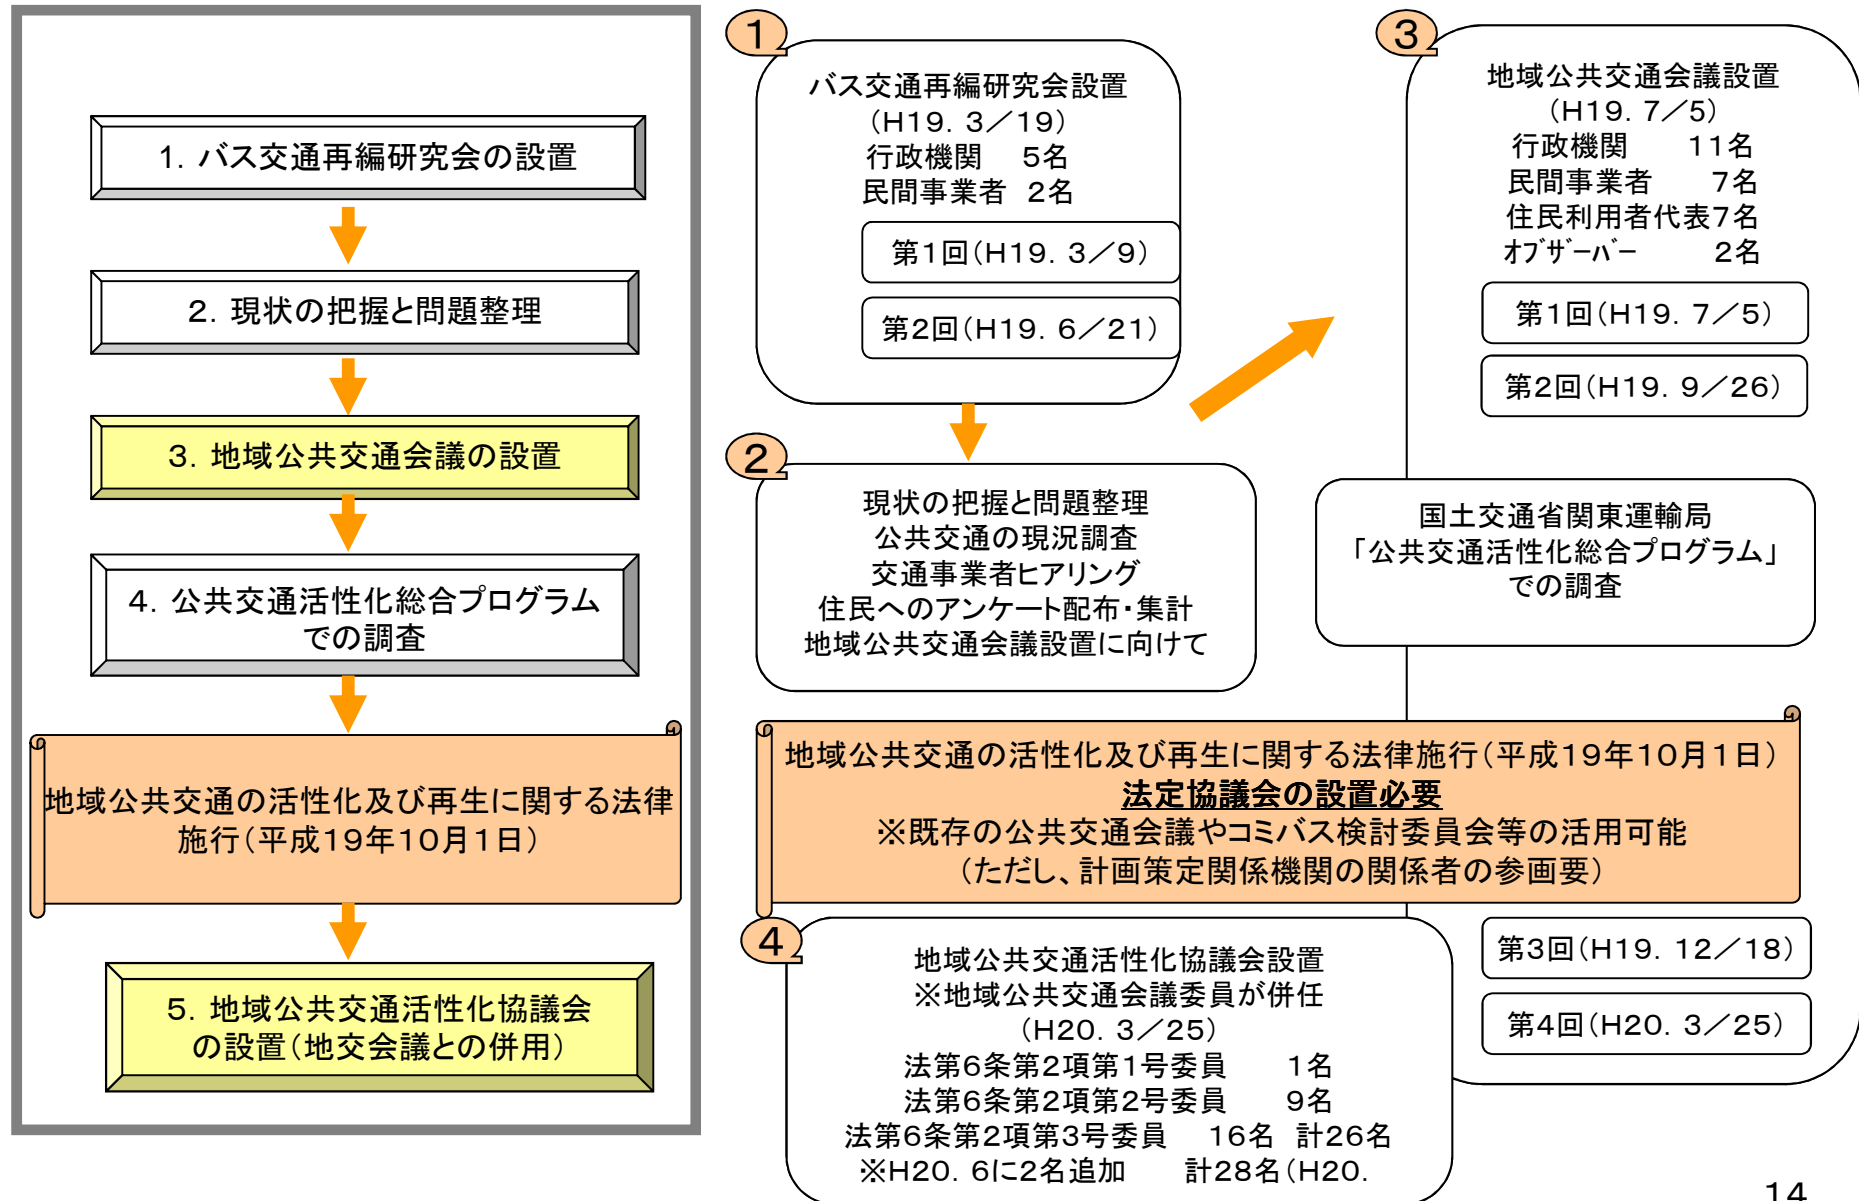 1．バス交通再編研究会の設置
2．現状の把握と問題整理
3．地域公共交通会議の設置
4．公共交通活性化総合プログラム
での調査
地域公共交通の活性化及び再生に関する法律
施行（平成19年10月1日）
5．地域公共交通活性化協議会
の設置（地交会議との併用）
1
バス交通再編研究会設置
（H19．3／19）
行政機関　5名
民間事業者　2名
第1回（H19．3／9）
第2回（H19．6／21）
2
現状の把握と問題整理
公共交通の現況調査
交通事業者ヒアリング
住民へのアンケート配布・集計
地域公共交通会議設置に向けて
3
地域公共交通会議設置
（H19．7／5）
行政機関　11名
民間事業者　7名
住民利用者代表7名
ｵﾌﾞｻﾞｰﾊﾞｰ　2名
第1回（H19．7／5）
第2回（H19．9／26）
国土交通省関東運輸局
「公共交通活性化総合プログラム」
での調査
地域公共交通の活性化及び再生に関する法律施行（平成19年10月1日）
法定協議会の設置必要
※既存の公共交通会議やコミバス検討委員会等の活用可能
（ただし、計画策定関係機関の関係者の参画要）
第3回（H19．12／18）
第4回（H20．3／25）
4
地域公共交通活性化協議会設置
※地域公共交通会議委員が併任
（H20．3／25）
法第6条第2項第1号委員　1名
法第6条第2項第2号委員　9名
法第6条第2項第3号委員　16名　計26名
※H20．6に2名追加　計28名（H20．
14